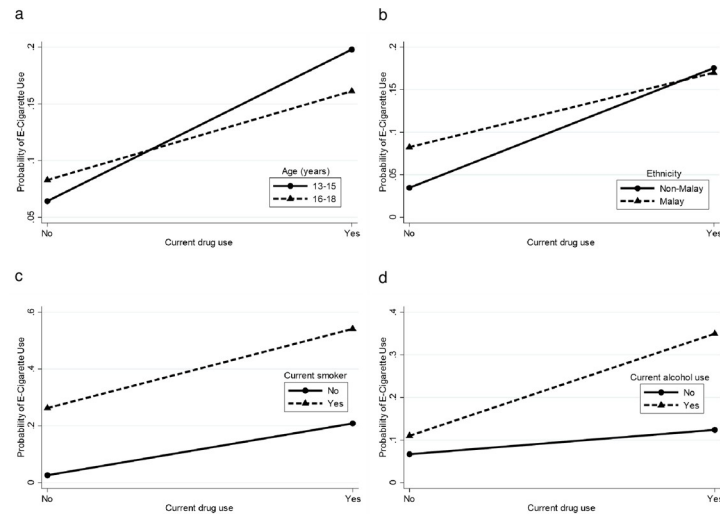 a
Probability of E-Cigarette Use
.2
.15
.1
.05
Age (years)
13-15
16-18
No
Yes
Current drug use
b
Probability of E-Cigarette Use
.2
.15
.1
.05
0
Ethnicity
Non-Malay
Malay
No
Yes
Current drug use
c
Probability of E-Cigarette Use
.6
.4
.2
0
Current smoker
No
Yes
No
Yes
Current drug use
d
Probability of E-Cigarette Use
.4
.3
.2
.1
0
Current alcohol use
No
Yes
No
Yes
Current drug use